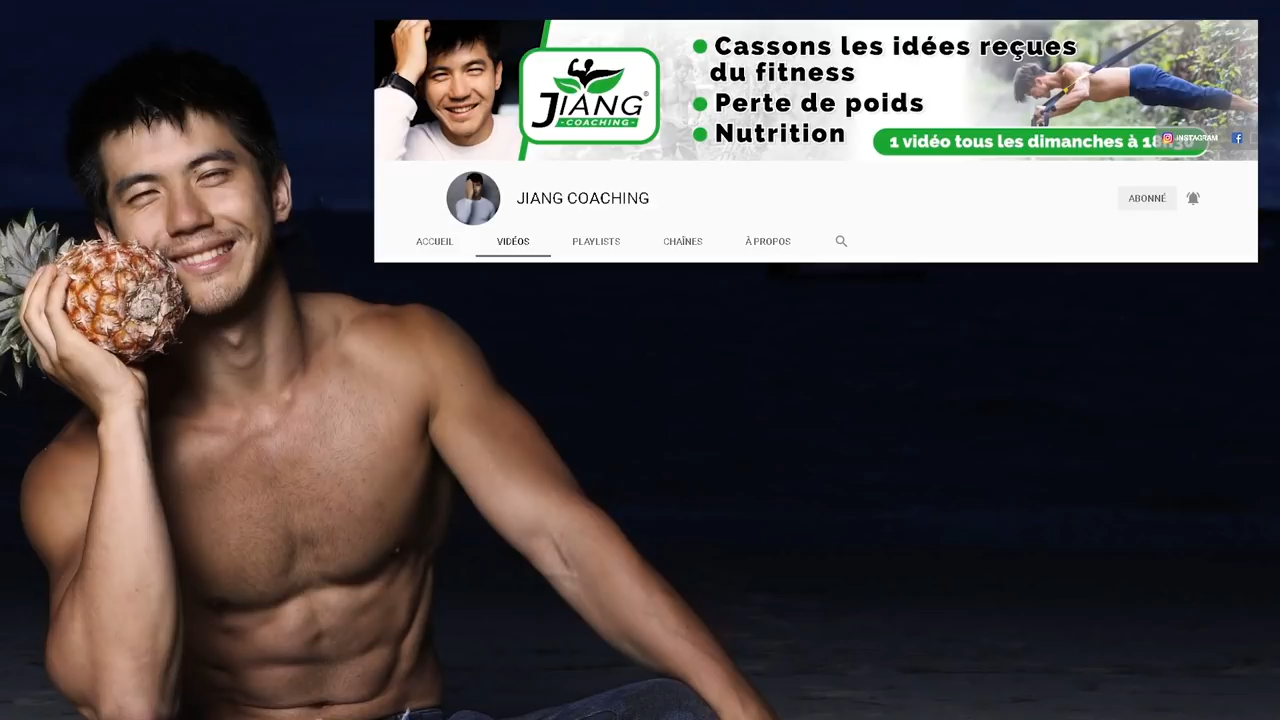 Cassons les idées reçues
du fitness
Perte de poids
Nutrition
JIANG®
-COACHING-
1 vidéo tous les dimanches à 18
INSTAGRAM
JIANG COACHING
ABONNÉ
ACCUEIL VIDÉOS PLAYLISTS CHAÎNES À PROPOS